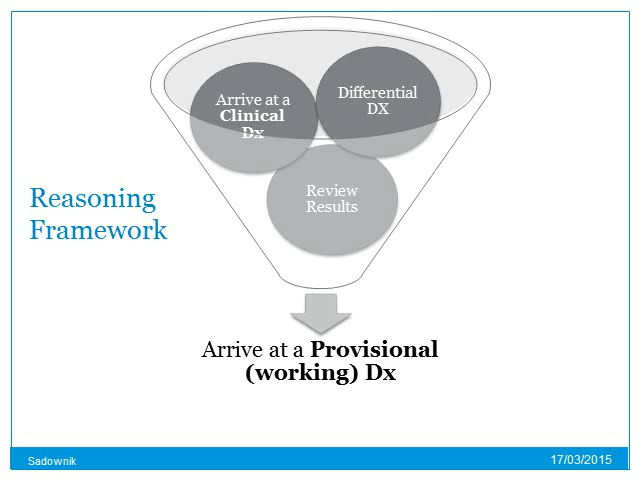 Arrive at a
Clinical
Dx
Differential
DX
Review
Results
Reasoning
Framework
Arrive at a Provisional
(working) Dx
Sadownik
17/03/2015